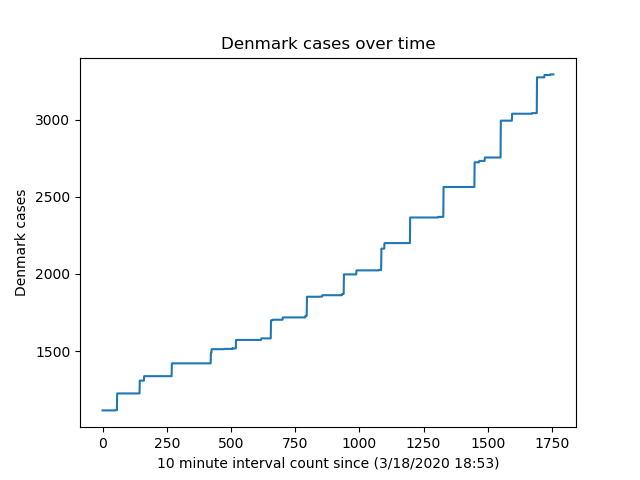 Denmark cases over time
Denmark cases
3000
2500
2000
1500
0 250 500 750 1000 1250 1500 1750
10 minute interval count since (3/18/2020 18:53)